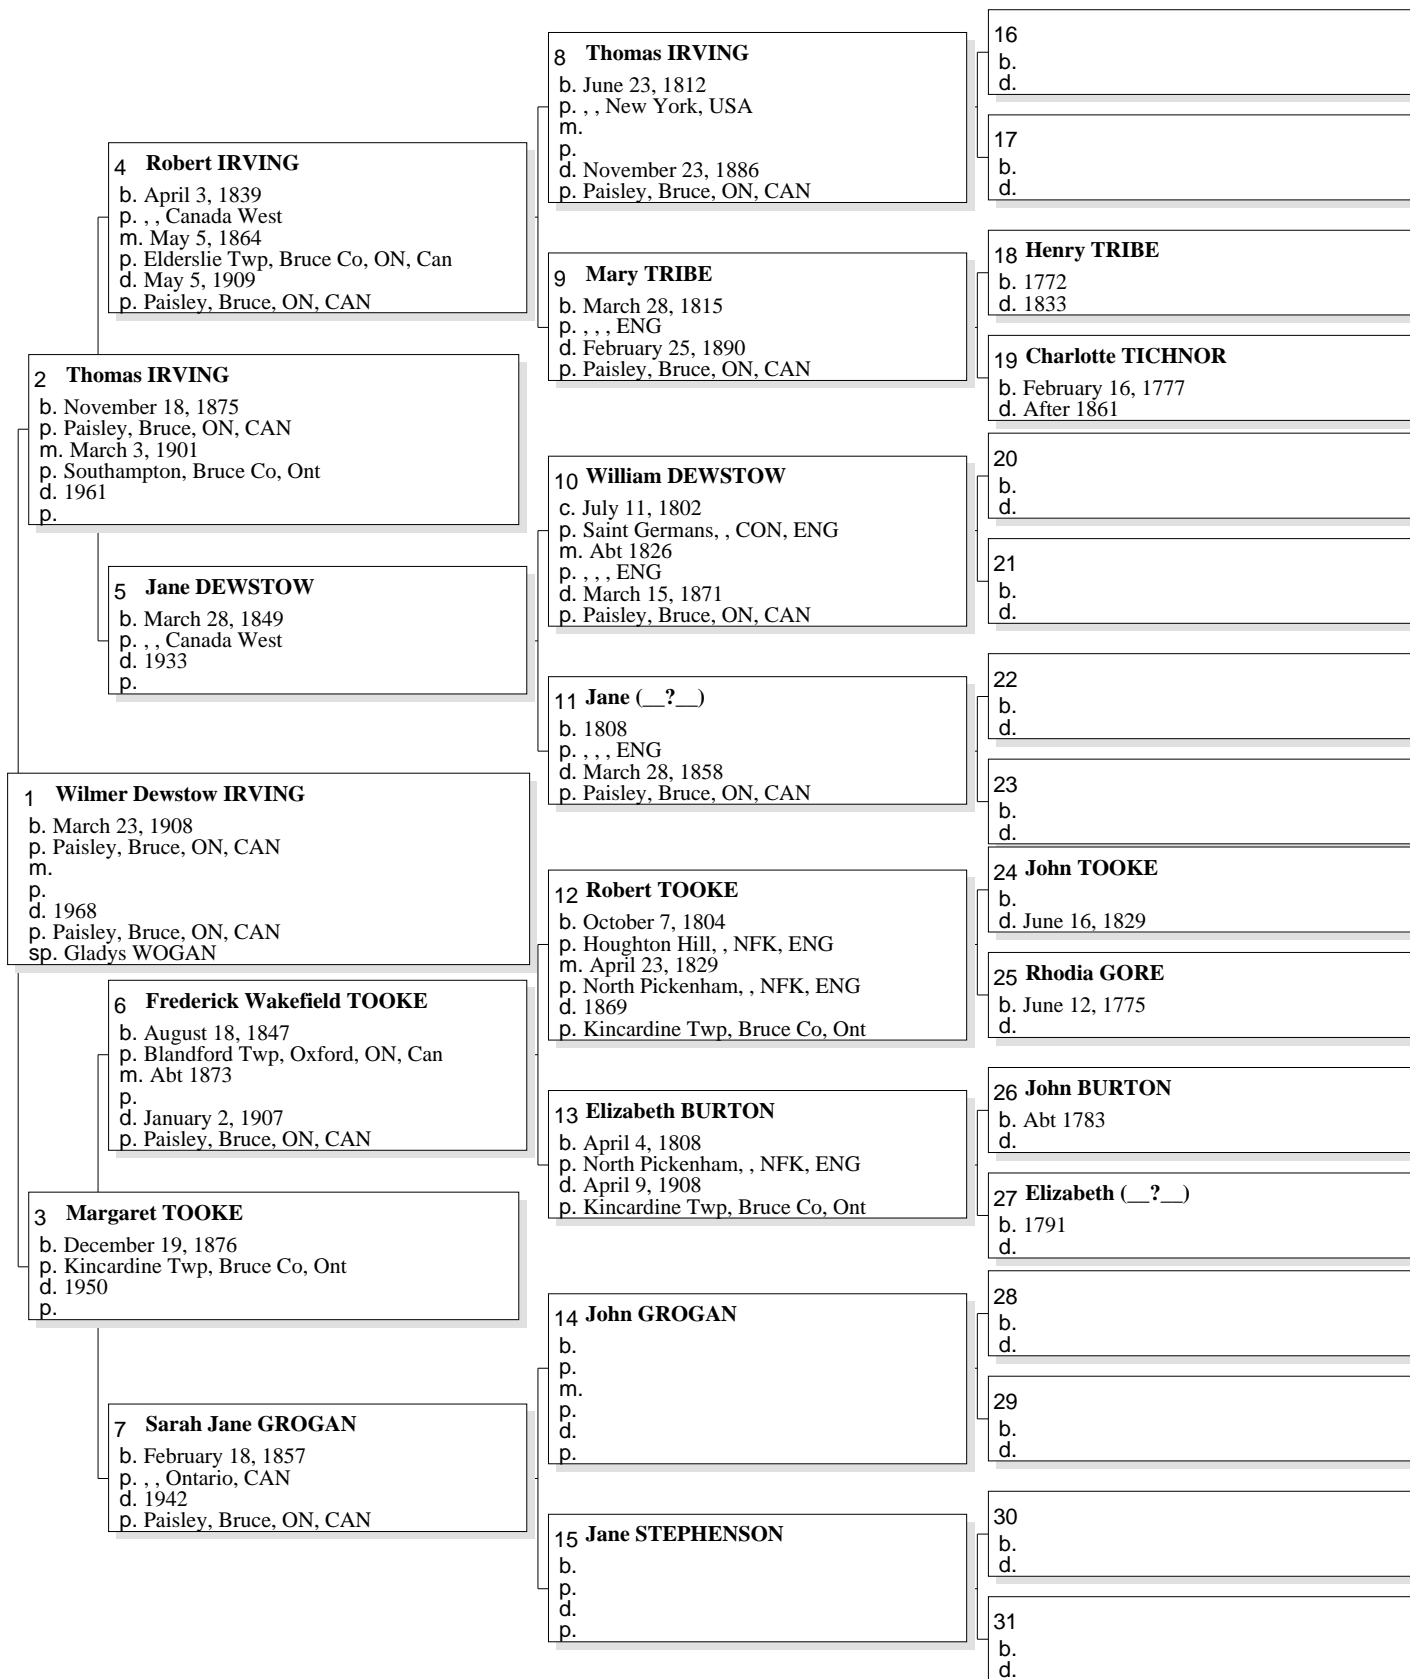 1 Wilmer Dewstow IRVING
b. March 23, 1908
p. Paisley, Bruce, ON, CAN
m.
p.
d. 1968
p. Paisley, Bruce, ON, CAN
sp. Gladys WOGAN
2 Thomas IRVING
b. November 18, 1875
p. Paisley, Bruce, ON, CAN
m. March 3, 1901
p. Southampton, Bruce Co, Ont
d. 1961
p.
3 Margaret TOOKE
b. December 19, 1876
p. Kincardine Twp, Bruce Co, Ont
d. 1950
p.
4 Robert IRVING
b. April 3, 1839
p. , , Canada West
m. May 5, 1864
p. Elderslie Twp, Bruce Co, ON, Can
d. May 5, 1909
p. Paisley, Bruce, ON, CAN
5 Jane DEWSTOW
b. March 28, 1849
p. , , Canada West
d. 1933
p.
6 Frederick Wakefield TOOKE
b. August 18, 1847
p. Blandford Twp, Oxford, ON, Can
m. Abt 1873
p.
d. January 2, 1907
p. Paisley, Bruce, ON, CAN
7 Sarah Jane GROGAN
b. February 18, 1857
p. , , Ontario, CAN
d. 1942
p. Paisley, Bruce, ON, CAN
8 Thomas IRVING
b. June 23, 1812
p. , , New York, USA
m.
p.
d. November 23, 1886
p. Paisley, Bruce, ON, CAN
9 Mary TRIBE
b. March 28, 1815
p. , , , ENG
d. February 25, 1890
p. Paisley, Bruce, ON, CAN
10 William DEWSTOW
c. July 11, 1802
p. Saint Germans, , CON, ENG
m. Abt 1826
p. , , , ENG
d. March 15, 1871
p. Paisley, Bruce, ON, CAN
11 Jane (__?__)
b. 1808
p. , , , ENG
d. March 28, 1858
p. Paisley, Bruce, ON, CAN
12 Robert TOOKE
b. October 7, 1804
p. Houghton Hill, , NFK, ENG
m. April 23, 1829
p. North Pickenham, , NFK, ENG
d. 1869
p. Kincardine Twp, Bruce Co, Ont
13 Elizabeth BURTON
b. April 4, 1808
p. North Pickenham, , NFK, ENG
d. April 9, 1908
p. Kincardine Twp, Bruce Co, Ont
14 John GROGAN
b.
p.
m.
p.
d.
p.
15 Jane STEPHENSON
b.
p.
d.
p.
16
b.
d.
17
b.
d.
18 Henry TRIBE
b. 1772
d. 1833
19 Charlotte TICHNOR
b. February 16, 1777
d. After 1861
20
b.
d.
21
b.
d.
22
b.
d.
23
b.
d.
24 John TOOKE
b.
d. June 16, 1829
25 Rhodia GORE
b. June 12, 1775
d.
26 John BURTON
b. Abt 1783
d.
27 Elizabeth (__?__)
b. 1791
d.
28
b.
d.
29
b.
d.
30
b.
d.
31
b.
d.